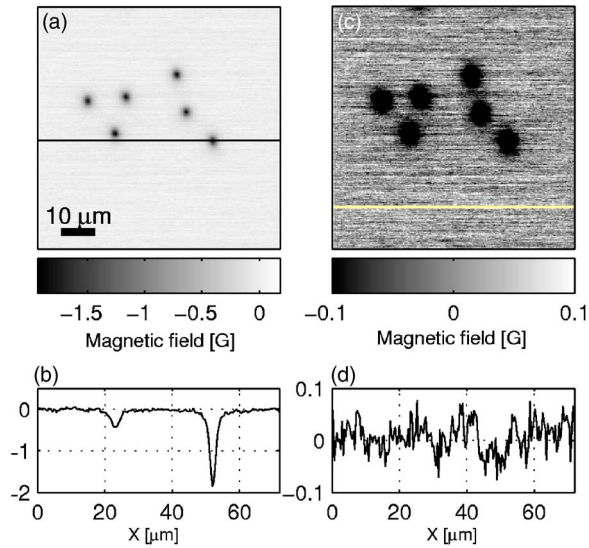 (a)
10 μm
−1.5 −1 −0.5 0
Magnetic field [G]
(b)
0
-1
-2
0 20 40 60
X [μm]
(c)
−0.1 0 0.1
Magnetic field [G]
(d)
0.1
0
−0.1
0 20 40 60
X [μm]